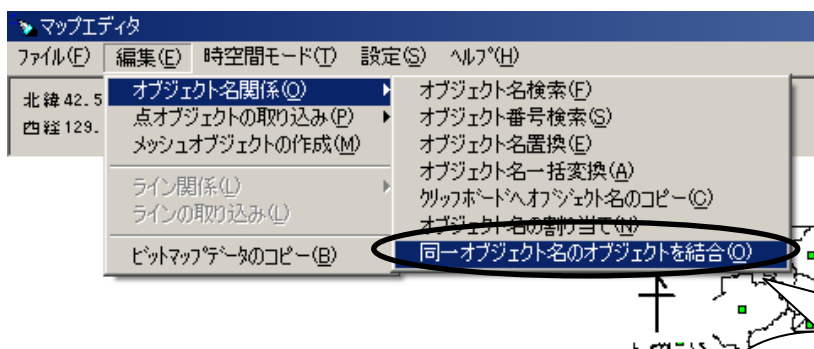 マップエディタ
ファイル(F) 編集(E) 時空間モード(T) 設定(S) ヘルプ(H)
北緯 42.5
西経 129.
オブジェクト名関係(O)
点オブジェクトの取り込み(P)
メッシュオブジェクトの作成(M)
ライン関係(L)
ラインの取り込み(L)
ビットマップデータのコピー(B)
オブジェクト名検索(F)
オブジェクト番号検索(S)
オブジェクト名置換(E)
オブジェクト名一括変換(A)
クリップボードへオブジェクト名のコピー(C)
オブジェクト名の割り当て(N)
同一オブジェクト名のオブジェクトを結合(O)